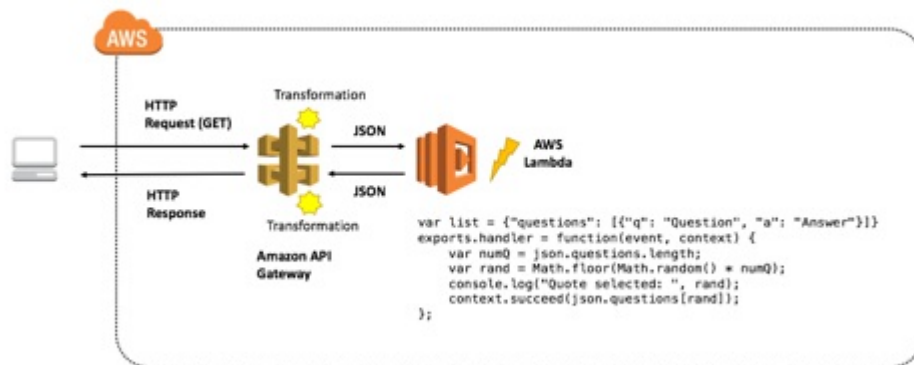 AWS
Transformation
HTTP
Request (GET)
JSON
AWS
Lambda
JSON
HTTP
Response
Transformation
Amazon API
Gateway
var list = {"questions": [{"q": "Question", "a": "Answer"}]}
exports.handler = function(event, context) {
    var numQ = json.questions.length;
    var rand = Math.floor(Math.random() * numQ);
    console.log("Quote selected: ", rand);
    context.succeed(json.questions[rand]);
};